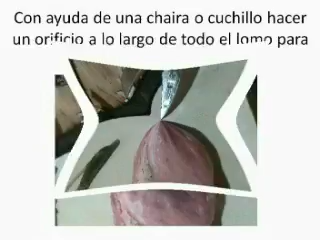 Con ayuda de una chaira o cuchillo hacer
un orificio a lo largo de todo el lomo para